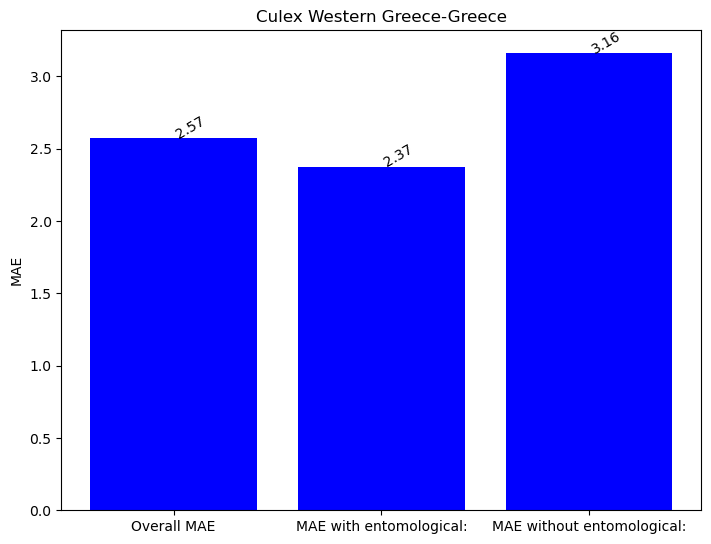 Culex Western Greece-Greece
3.16
3.0
2.57
2.5
2.37
2.0
MAE
1.5
1.0
0.5
0.0
Overall MAE
MAE with entomological:
MAE without entomological: